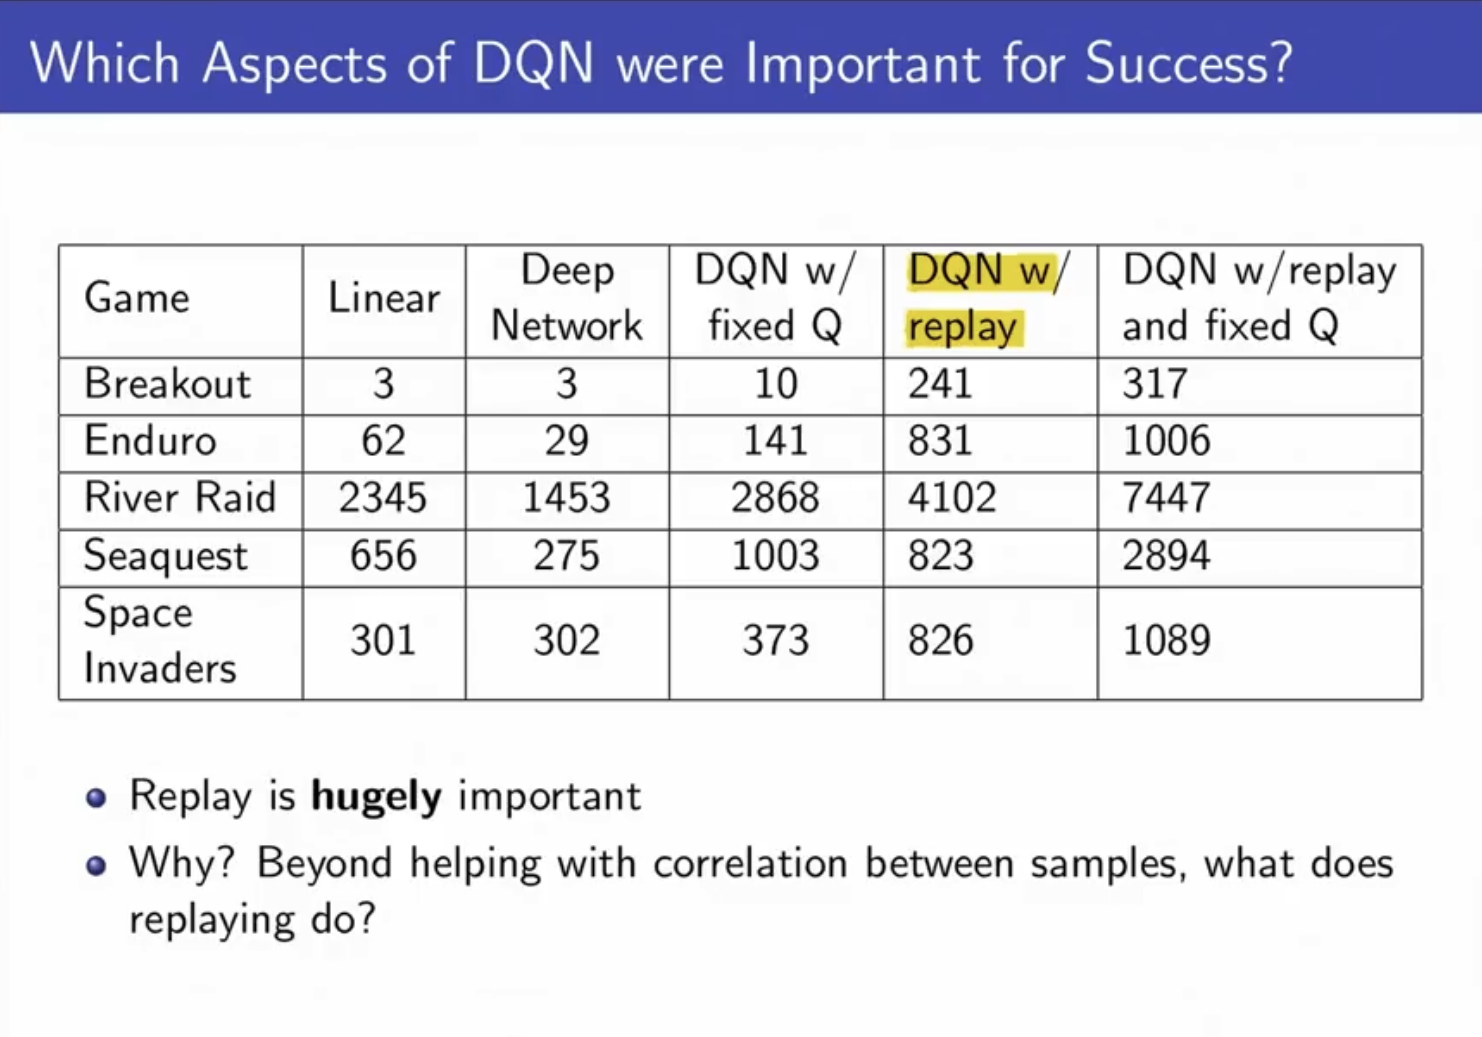 Which Aspects of DQN were Important for Success?
Game Linear Deep Network DQN w/ fixed Q DQN w/ replay DQN w/replay and fixed Q
Breakout 3 3 10 241 317
Enduro 62 29 141 831 1006
River Raid 2345 1453 2868 4102 7447
Seaquest 656 275 1003 823 2894
Space Invaders 301 302 373 826 1089
Replay is hugely important
Why? Beyond helping with correlation between samples, what does
replaying do?